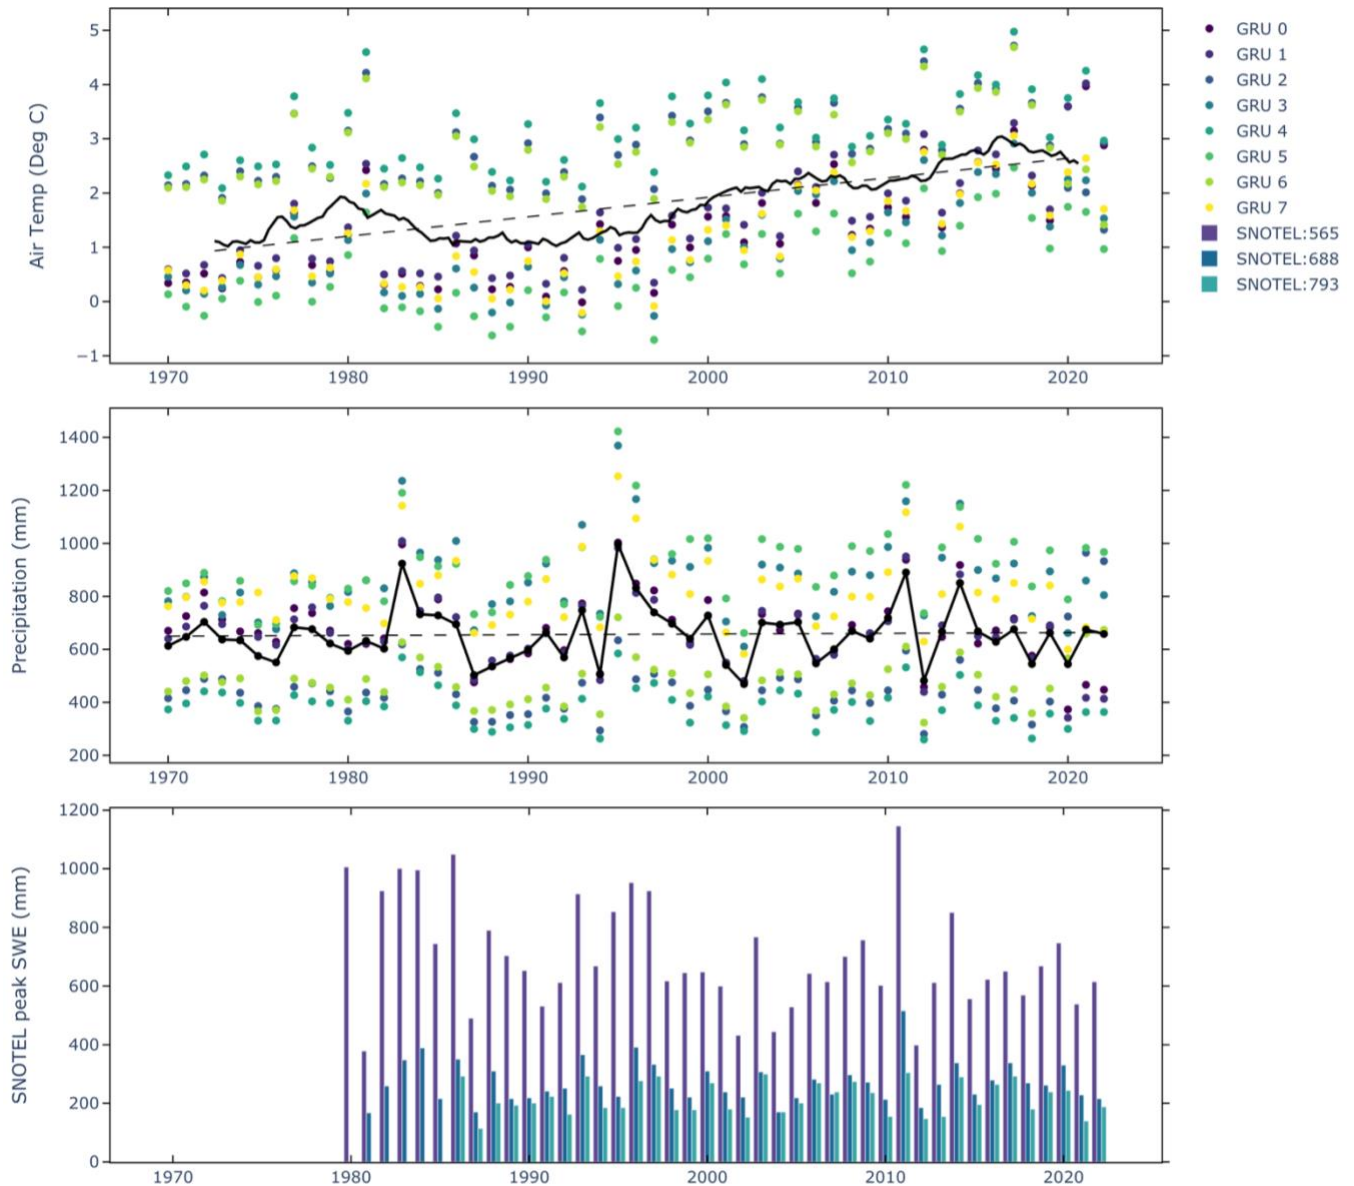 Air Temp (Deg C)
5
4
3
2
1
0
−1
1970 1980 1990 2000 2010 2020
GRU 0
GRU 1
GRU 2
GRU 3
GRU 4
GRU 5
GRU 6
GRU 7
SNOTEL:565
SNOTEL:688
SNOTEL:793
Precipitation (mm)
1400
1200
1000
800
600
400
200
1970 1980 1990 2000 2010 2020
SNOTEL peak SWE (mm)
1200
1000
800
600
400
200
0
1970 1980 1990 2000 2010 2020